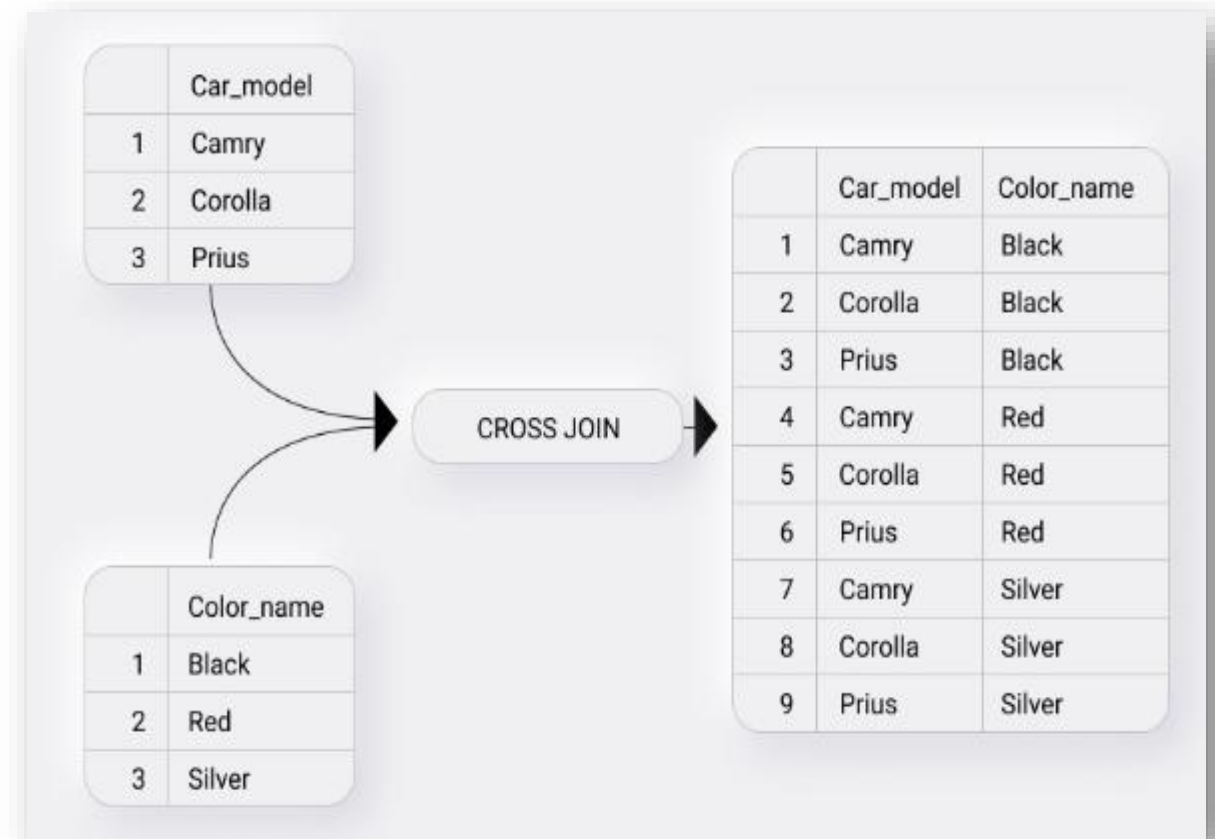 Car_model
1 Camry
2 Corolla
3 Prius
Color_name
1 Black
2 Red
3 Silver
CROSS JOIN
Car_model Color_name
1 Camry Black
2 Corolla Black
3 Prius Black
4 Camry Red
5 Corolla Red
6 Prius Red
7 Camry Silver
8 Corolla Silver
9 Prius Silver